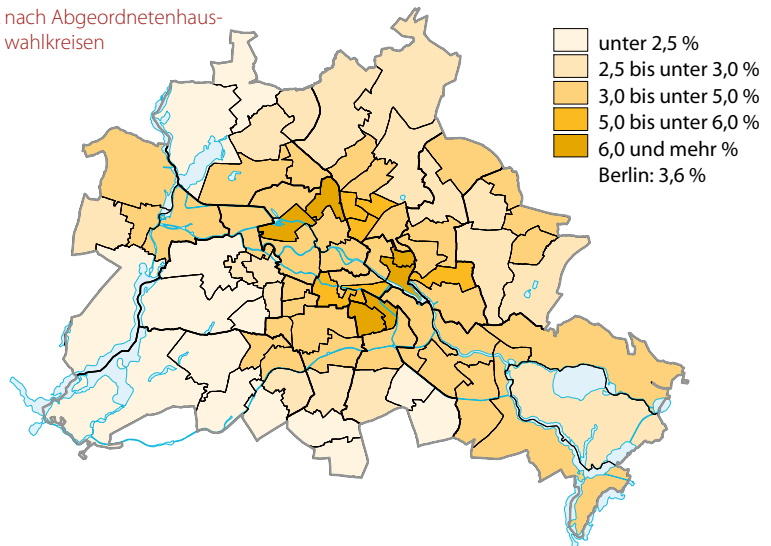 nach Abgeordnetenhaus-
wahlkreisen
unter 2,5 %
2,5 bis unter 3,0 %
3,0 bis unter 5,0 %
5,0 bis unter 6,0 %
6,0 und mehr %
Berlin: 3,6 %